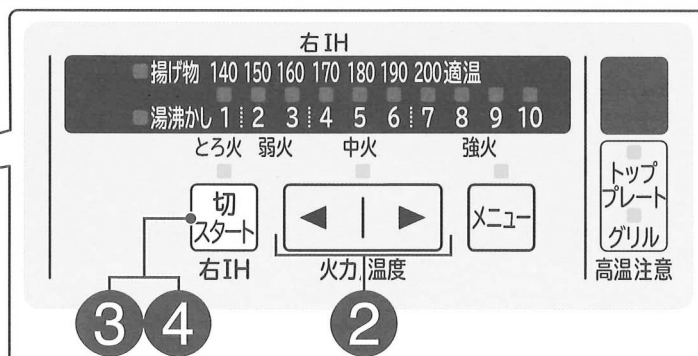 右IH
揚げ物 140 150 160 170 180 190 200 適温
湯沸かし 1 2 3 4 5 6 7 8 9 10
とろ火 弱火 中火 強火
切
スタート
右IH
◀ ▶
火力/温度
メニュー
トップ
プレート
グリル
高温注意
3 4 2